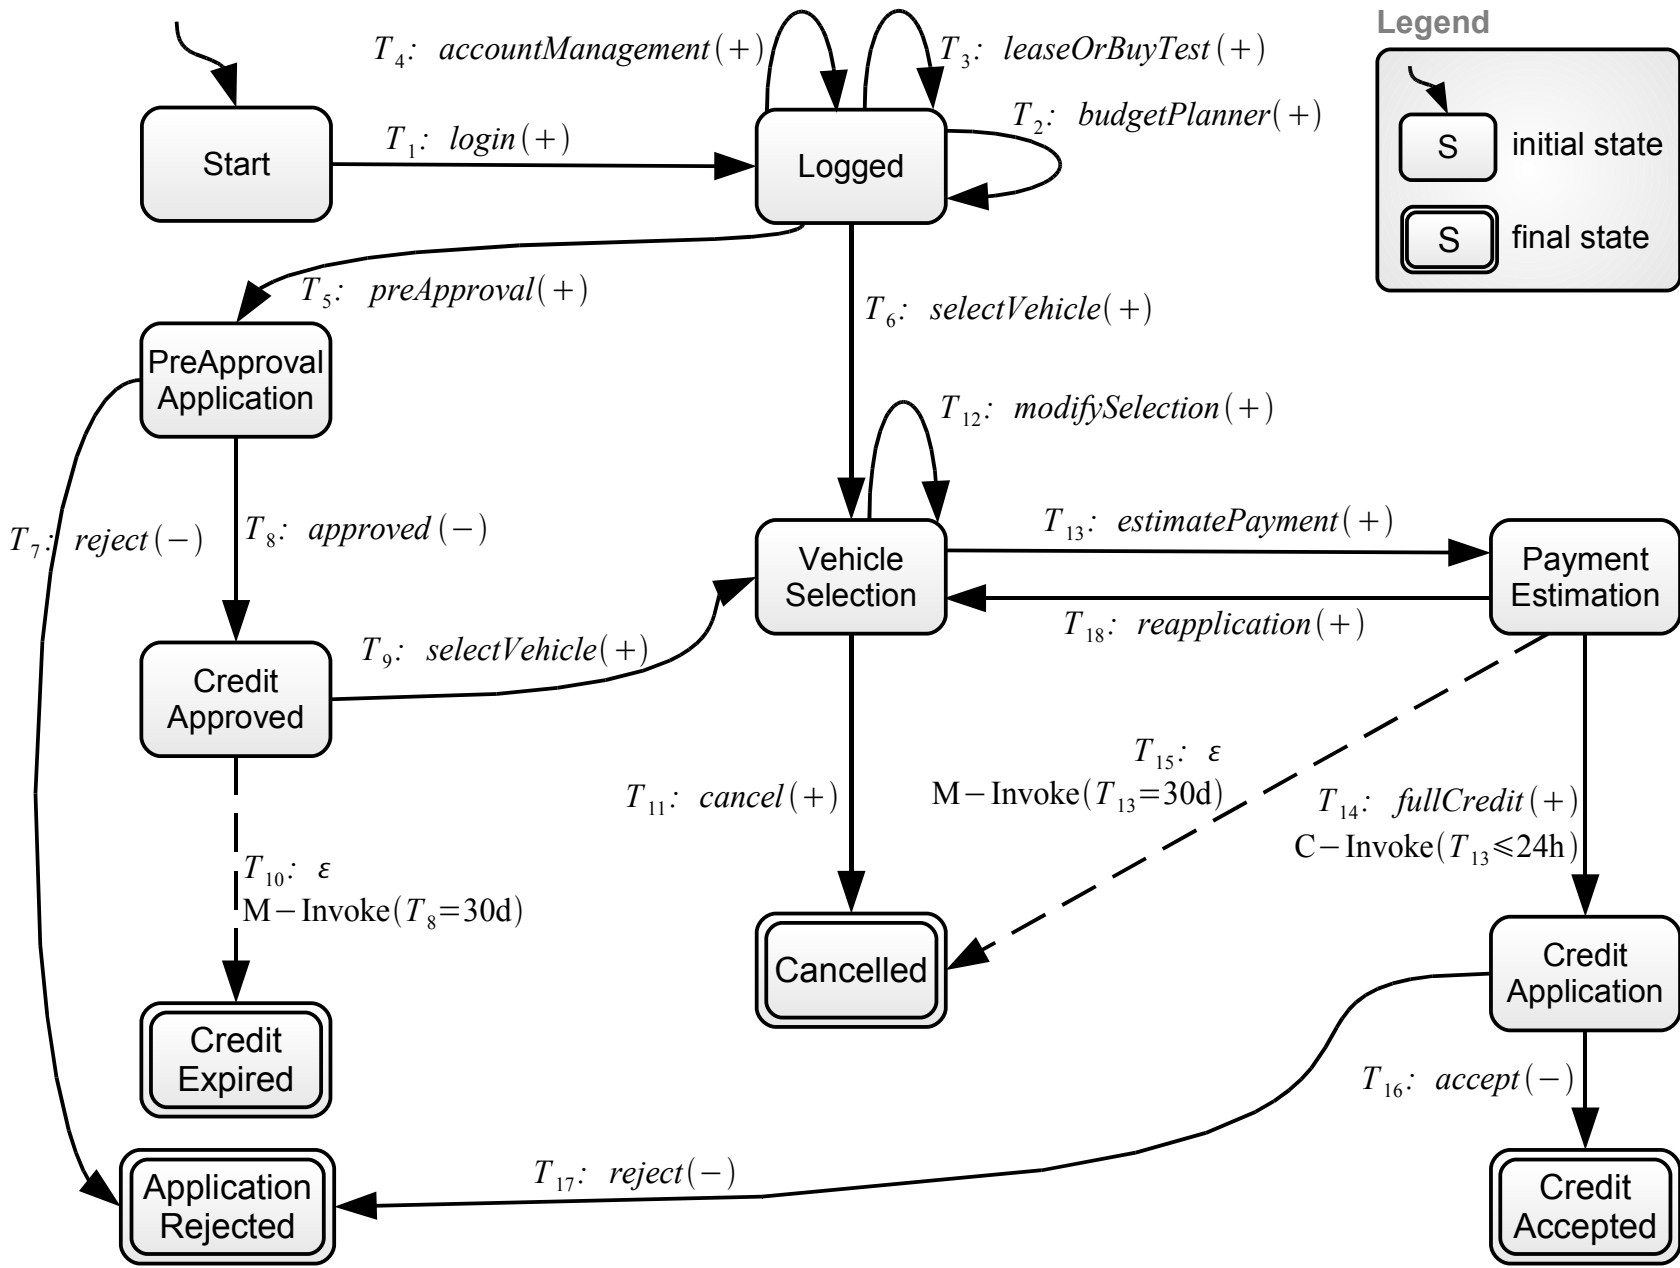 Legend
T4: accountManagement(+)
T3: leaseOrBuyTest(+)
T2: budgetPlanner(+)
Start
T1: login(+)
Logged
S
initial state
S
final state
T5: preApproval(+)
T6: selectVehicle(+)
PreApproval
Application
T12: modifySelection(+)
T7: reject(−)
T8: approved(−)
T13: estimatePayment(+)
Vehicle
Selection
Payment
Estimation
T18: reapplication(+)
T9: selectVehicle(+)
Credit
Approved
T15: ε
M−Invoke(T13=30d)
T11: cancel(+)
T14: fullCredit(+)
C−Invoke(T13⩽24h)
T10: ε
M−Invoke(T8=30d)
Cancelled
Credit
Application
Credit
Expired
T16: accept(−)
T17: reject(−)
Application
Rejected
Credit
Accepted